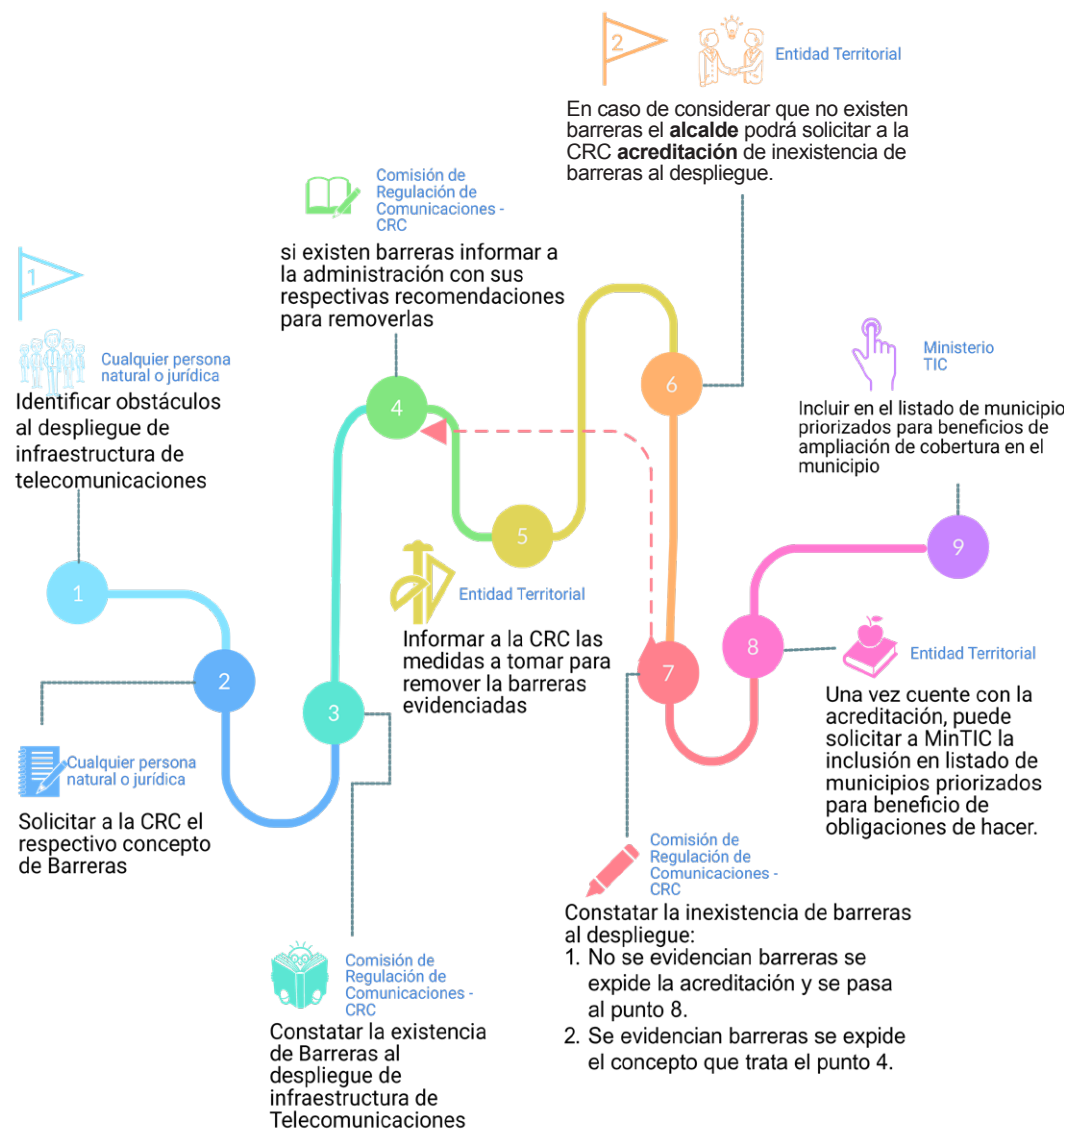 1
Cualquier persona
natural o jurídica
Identificar obstáculos
al despliegue de
infraestructura de
telecomunicaciones
1
2
Cualquier persona
natural o jurídica
Solicitar a la CRC el
respectivo concepto
de Barreras
3
Comisión de
Regulación de
Comunicaciones -
CRC
Constatar la existencia
de Barreras al
despliegue de
infraestructura de
Telecomunicaciones
Comisión de
Regulación de
Comunicaciones -
CRC
si existen barreras informar a
la administración con sus
respectivas recomendaciones
para removerlas
4
5
Entidad Territorial
Informar a la CRC las
medidas a tomar para
remover la barreras
evidenciadas
2
Entidad Territorial
En caso de considerar que no existen
barreras el alcalde podrá solicitar a la
CRC acreditación de inexistencia de
barreras al despliegue.
6
7
Comisión de
Regulación de
Comunicaciones -
CRC
Constatar la inexistencia de barreras
al despliegue:
1. No se evidencian barreras se
expide la acreditación y se pasa
al punto 8.
2. Se evidencian barreras se expide
el concepto que trata el punto 4.
8
Entidad Territorial
Una vez cuente con la
acreditación, puede
solicitar a MinTIC la
inclusión en listado de
municipios priorizados
para beneficio de
obligaciones de hacer.
Ministerio
TIC
Incluir en el listado de municipio
priorizados para beneficios de
ampliación de cobertura en el
municipio
9